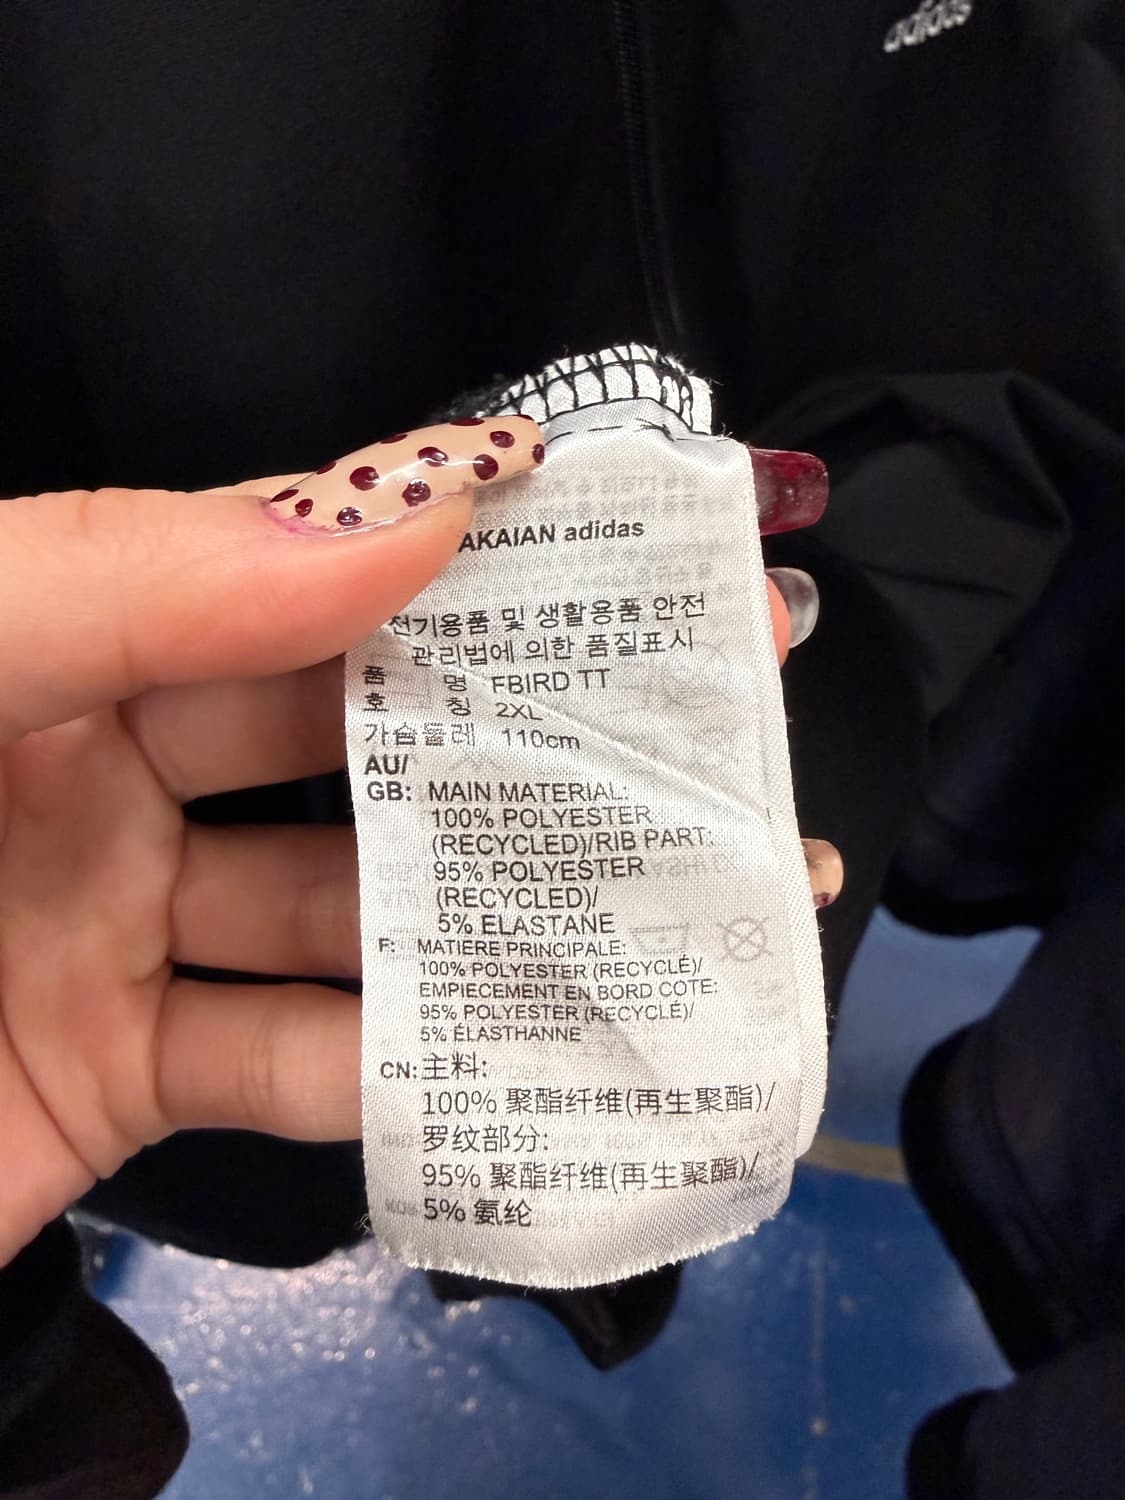 adidas
AKAIAN adidas
전기용품 및 생활용품 안전
관리법에 의한 품질표시
품 명 FBIRD TT
호 칭 2XL
가슴둘레 110cm
AU/
GB: MAIN MATERIAL:
100% POLYESTER
(RECYCLED)/RIB PART:
95% POLYESTER
(RECYCLED)/
5% ELASTANE
F: MATIÈRE PRINCIPALE:
100% POLYESTER (RECYCLÉ)/
EMPIECEMENT EN BORD COTE:
95% POLYESTER (RECYCLÉ)/
5% ÉLASTHANNE
CN: 主料:
100% 聚酯纤维(再生聚酯)/
罗纹部分:
95% 聚酯纤维(再生聚酯)/
5% 氨纶